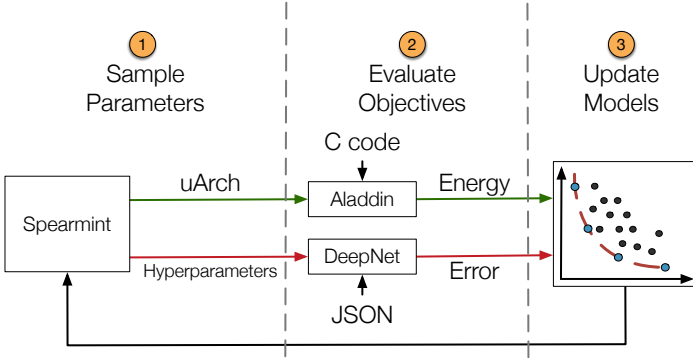 1
Sample
Parameters
2
Evaluate
Objectives
3
Update
Models
C code
uArch
Energy
Spearmint
Aladdin
DeepNet
Hyperparameters
Error
JSON